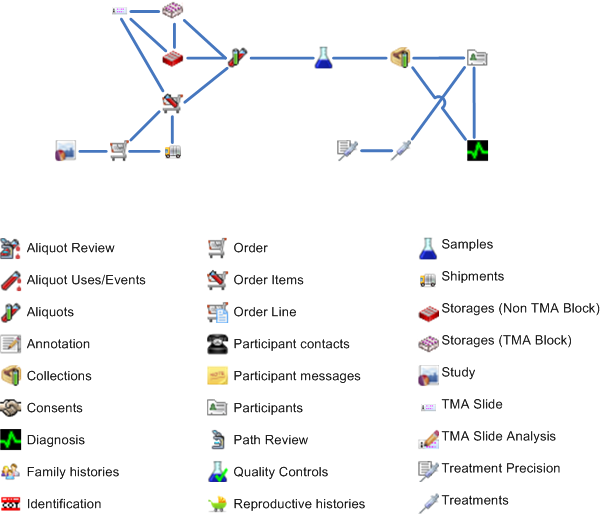 Aliquot Review
Aliquot Uses/Events
Aliquots
Annotation
Collections
Consents
Diagnosis
Family histories
Identification
Order
Order Items
Order Line
Participant contacts
Participant messages
Participants
Path Review
Quality Controls
Reproductive histories
Samples
Shipments
Storages (Non TMA Block)
Storages (TMA Block)
Study
TMA Slide
TMA Slide Analysis
Treatment Precision
Treatments